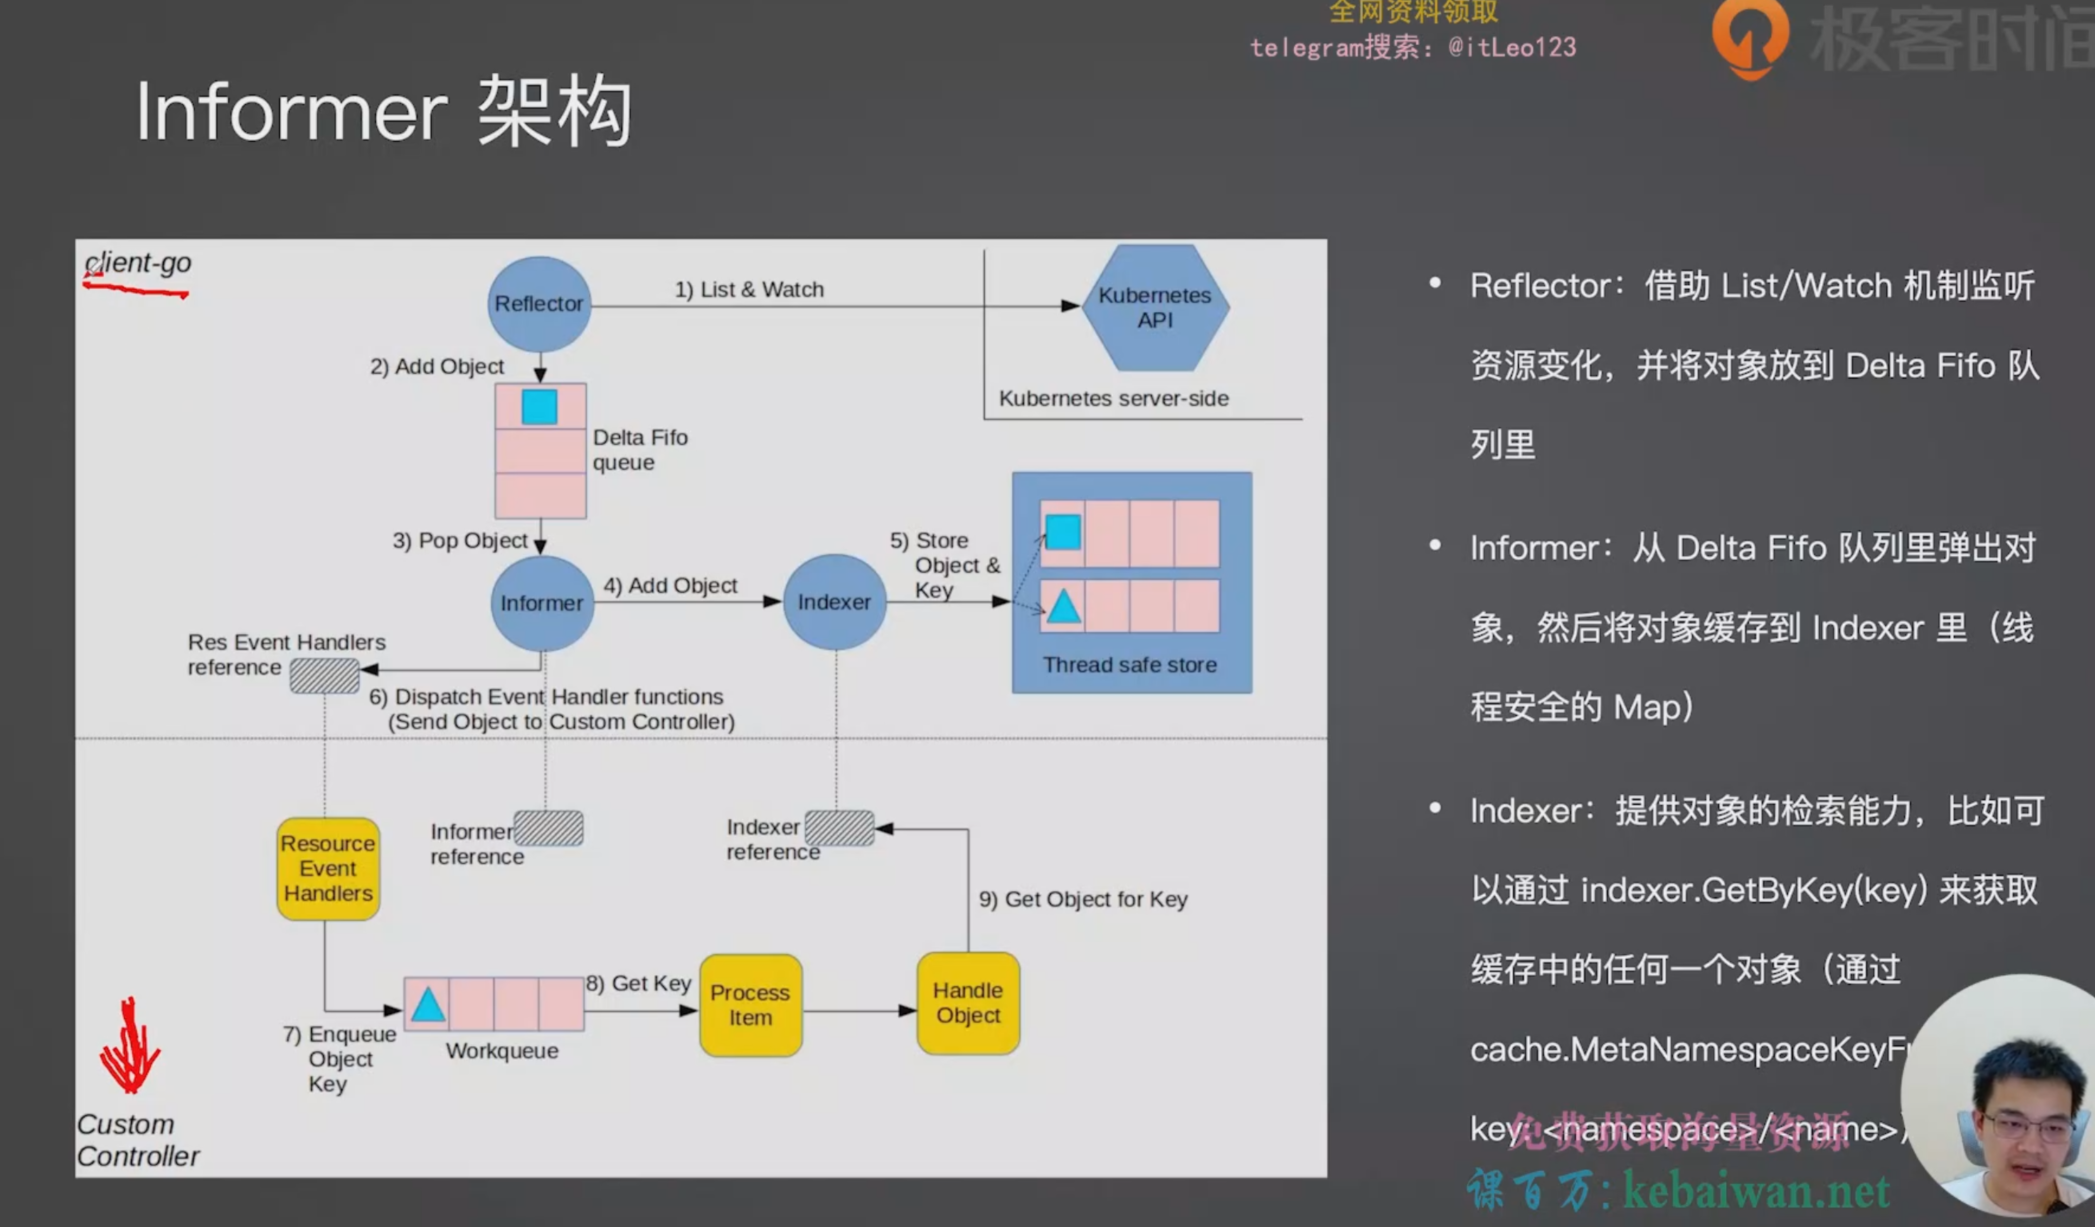 全网资料领取
telegram搜索：@itLeo123
极客时间
Informer 架构
client-go
Reflector
1) List & Watch
Kubernetes
API
Kubernetes server-side
2) Add Object
Delta Fifo
queue
3) Pop Object
Informer
4) Add Object
Indexer
5) Store
Object &
Key
Thread safe store
Res Event Handlers
reference
6) Dispatch Event Handler functions
(Send Object to Custom Controller)
Resource
Event
Handlers
Informer
reference
Indexer
reference
9) Get Object for Key
7) Enqueue
Object
Key
Workqueue
8) Get Key
Process
Item
Handle
Object
Custom
Controller
• Reflector：借助 List/Watch 机制监听
资源变化，并将对象放到 Delta Fifo 队
列里
• Informer：从 Delta Fifo 队列里弹出对
象，然后将对象缓存到 Indexer 里（线
程安全的 Map）
• Indexer：提供对象的检索能力，比如可
以通过 indexer.GetByKey(key) 来获取
缓存中的任何一个对象（通过
cache.MetaNamespaceKeyF
key: <namespace>/<name>
免费获取海量资源
课百万：kebaiwan.net